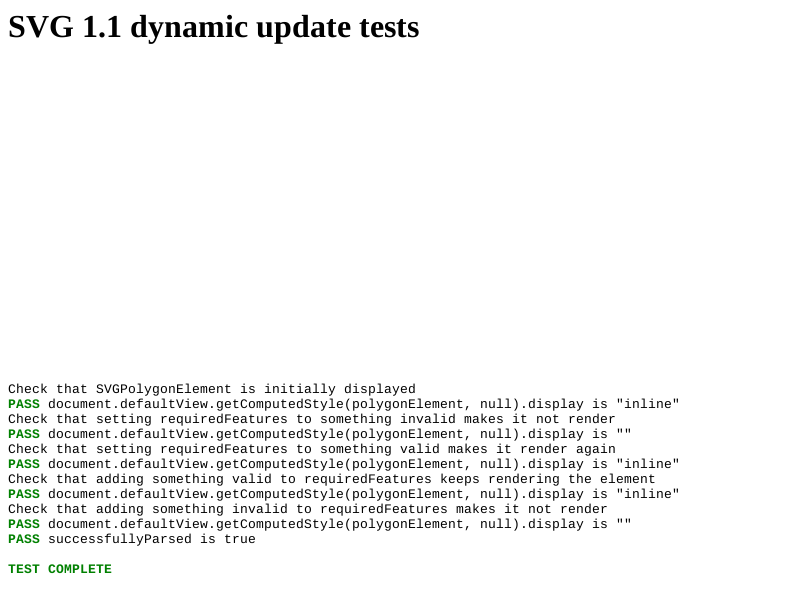 SVG 1.1 dynamic update tests
Check that SVGPolygonElement is initially displayed
PASS document.defaultView.getComputedStyle(polygonElement, null).display is "inline"
Check that setting requiredFeatures to something invalid makes it not render
PASS document.defaultView.getComputedStyle(polygonElement, null).display is ""
Check that setting requiredFeatures to something valid makes it render again
PASS document.defaultView.getComputedStyle(polygonElement, null).display is "inline"
Check that adding something valid to requiredFeatures keeps rendering the element
PASS document.defaultView.getComputedStyle(polygonElement, null).display is "inline"
Check that adding something invalid to requiredFeatures makes it not render
PASS document.defaultView.getComputedStyle(polygonElement, null).display is ""
PASS successfullyParsed is true
TEST COMPLETE